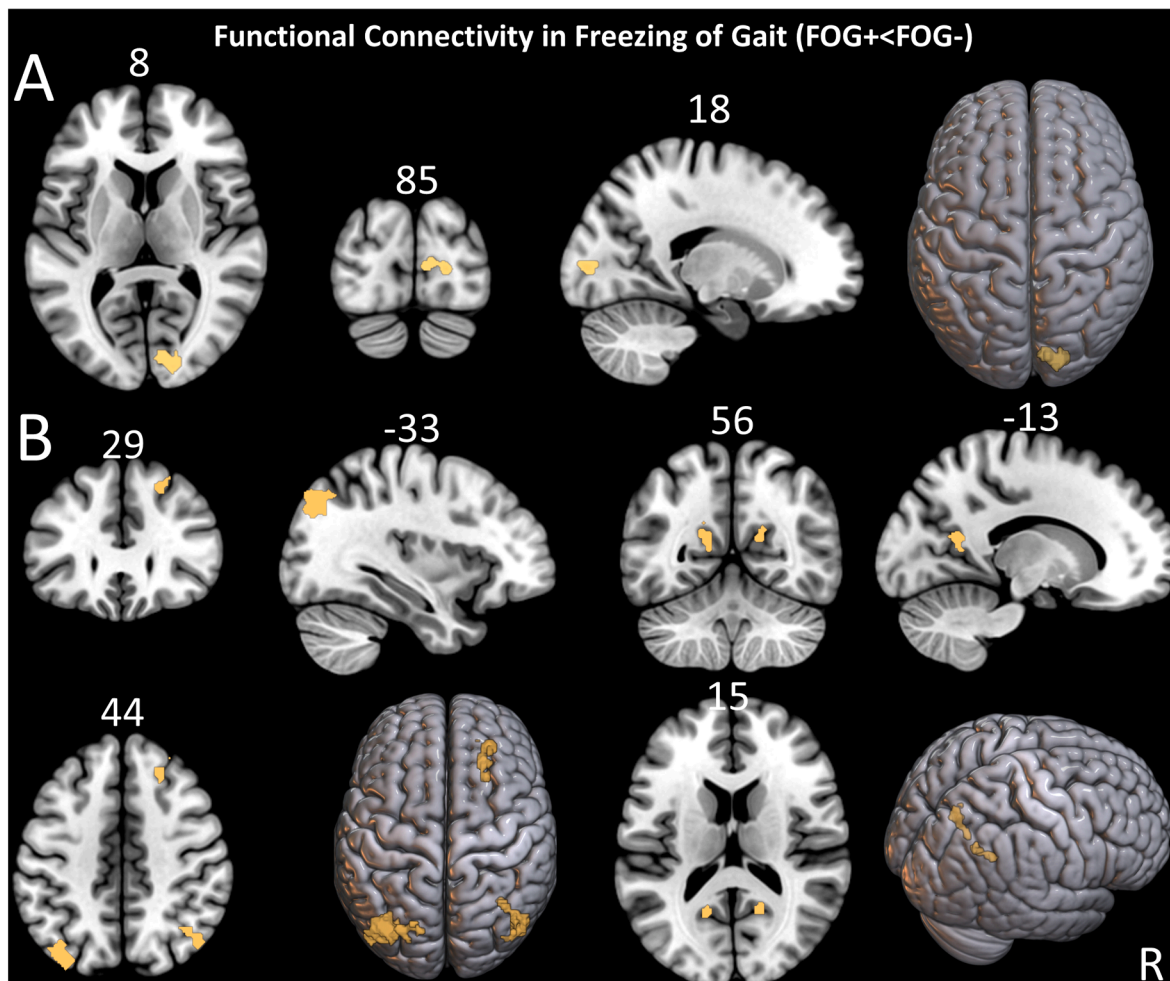 Functional Connectivity in Freezing of Gait (FOG+<FOG-)
A
8
85
18
B
29
-33
56
-13
44
15
R